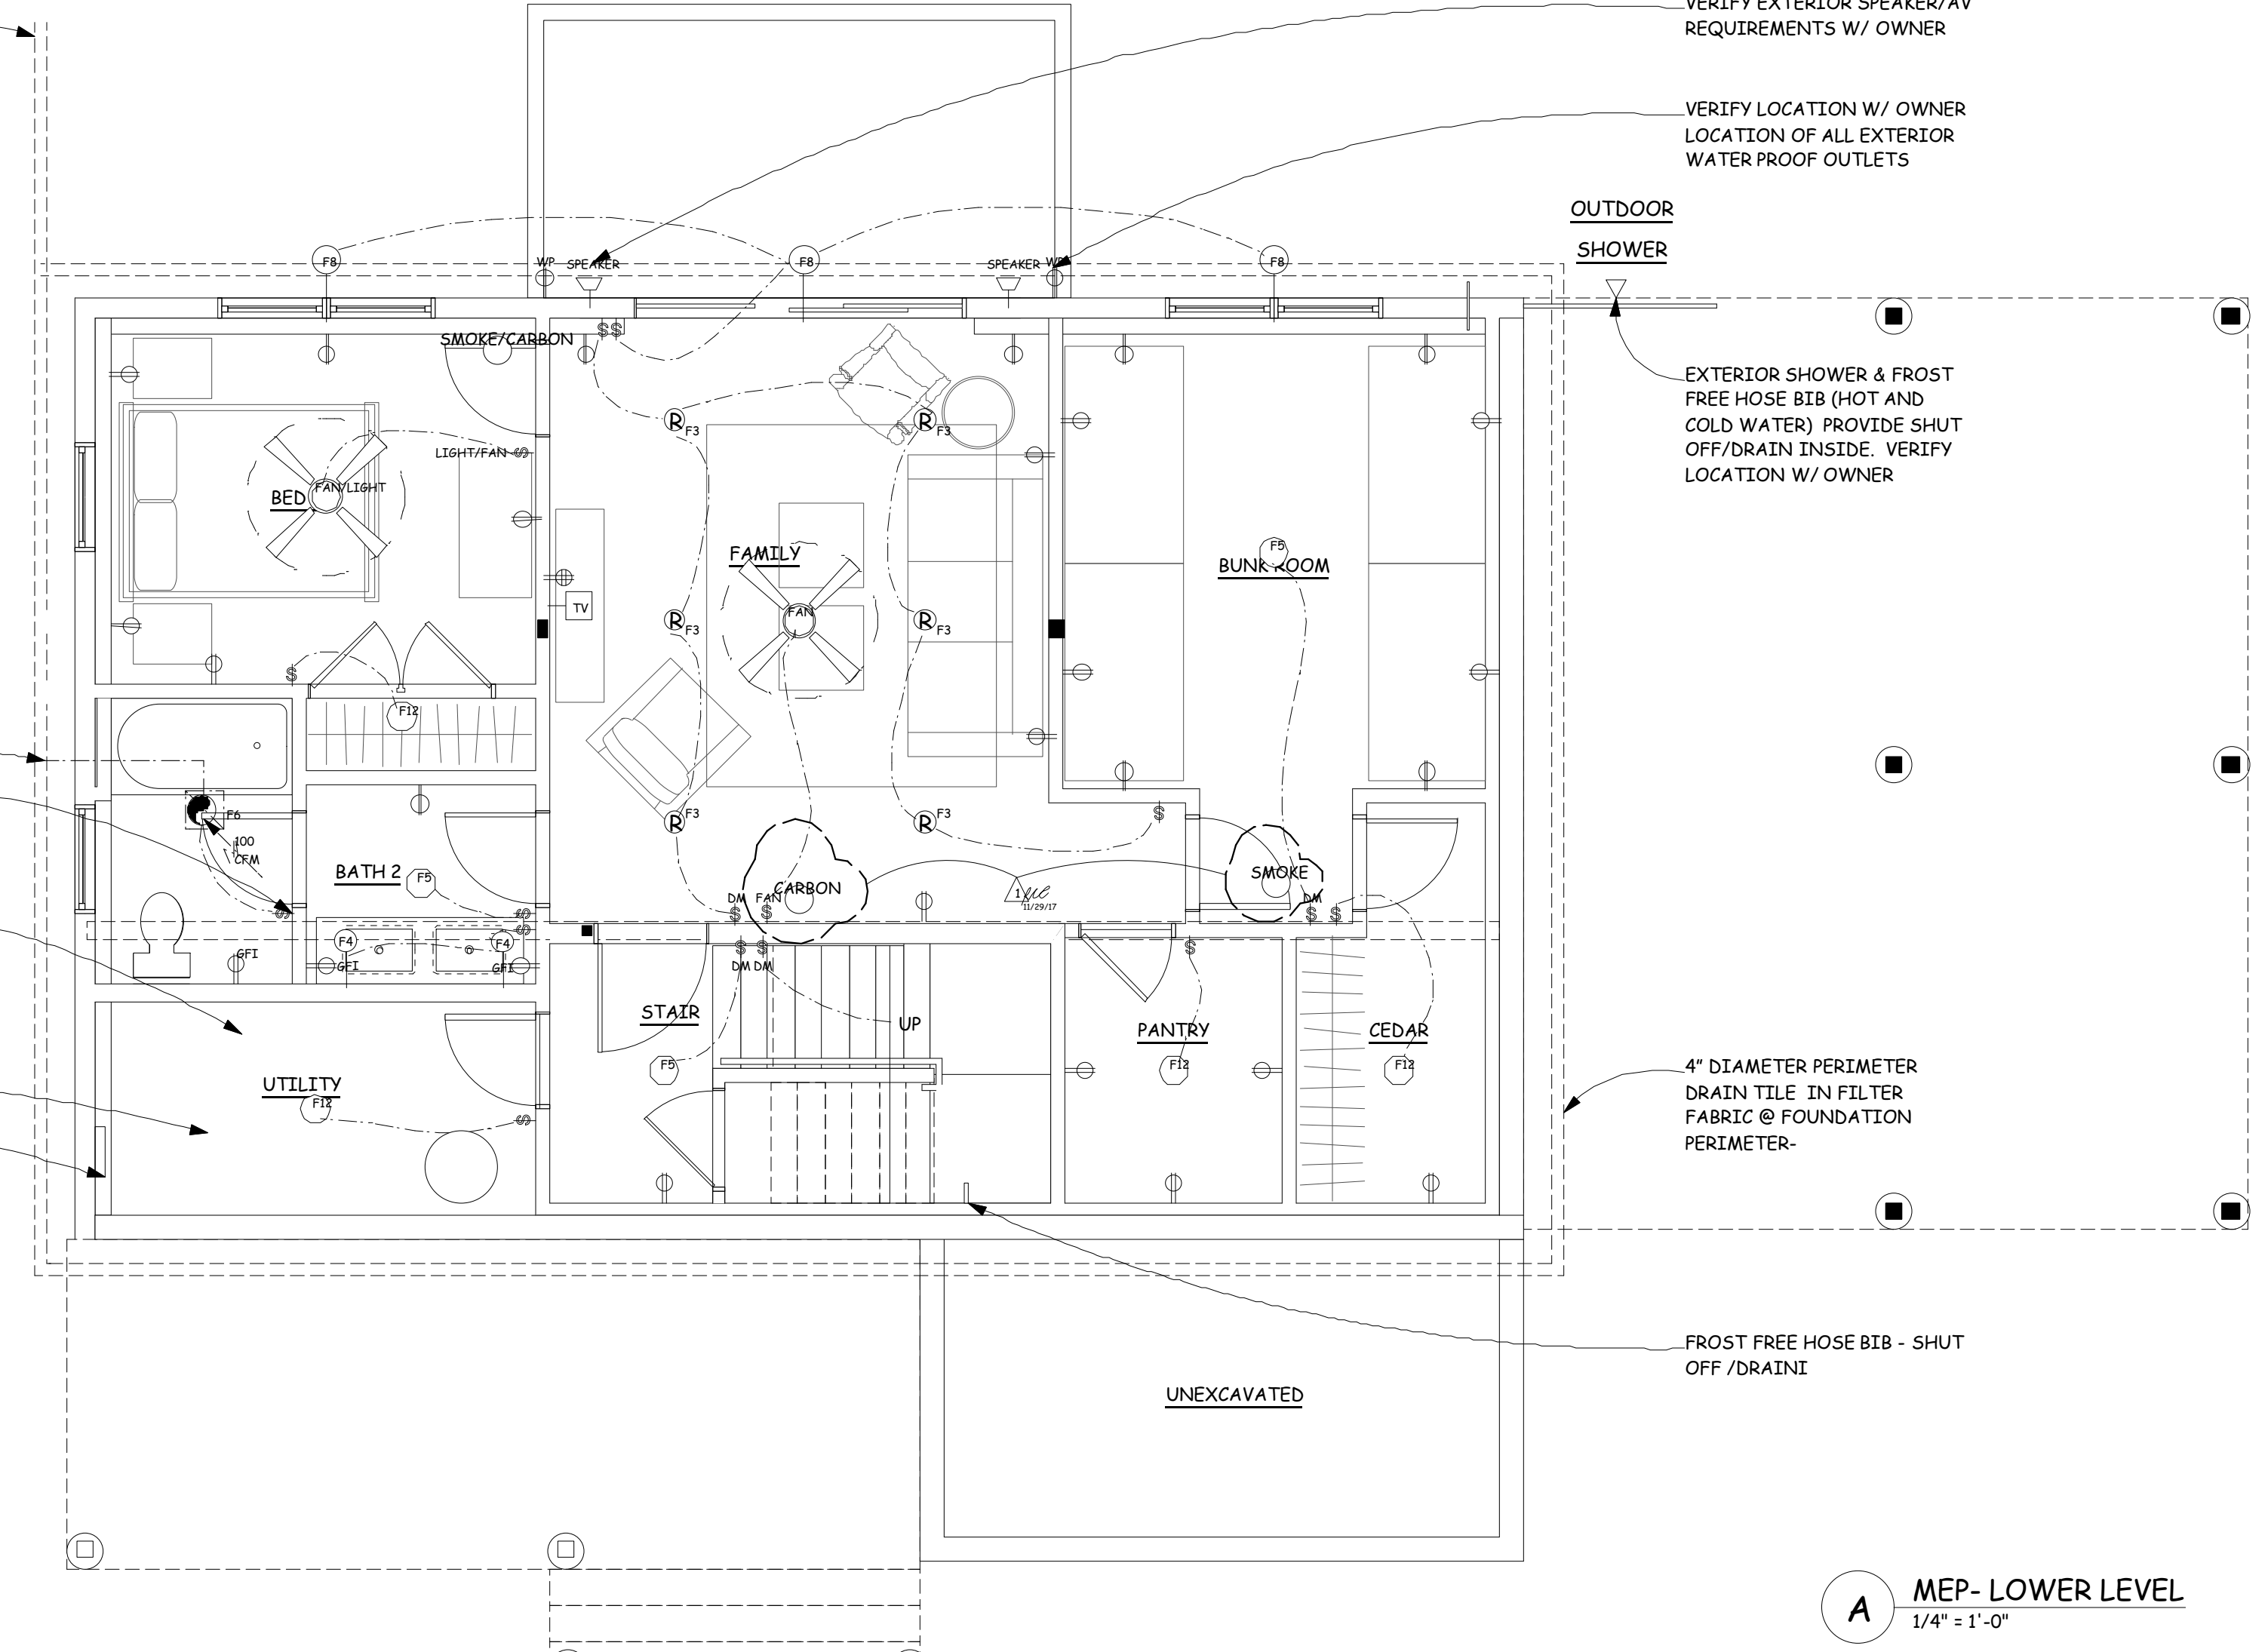 VERIFY EXTERIOR SPEAKER/AV
REQUIREMENTS W/ OWNER
VERIFY LOCATION W/ OWNER
LOCATION OF ALL EXTERIOR
WATER PROOF OUTLETS
OUTDOOR
SHOWER
F8
WP
SPEAKER
F8
SPEAKER
WP
F8
SMOKE/CARBON
$$
EXTERIOR SHOWER & FROST
FREE HOSE BIB (HOT AND
COLD WATER) PROVIDE SHUT
OFF/DRAIN INSIDE. VERIFY
LOCATION W/ OWNER
R F3
R F3
LIGHT/FAN $
BED
FAN/LIGHT
FAMILY
F5
BUNK ROOM
TV
FAN
R F3
R F3
$
F12
F6
100
CFM
R F3
R F3
$
BATH 2
F5
DM
FAN
CARBON
$
$
1
11/29/17
SMOKE
DM
$
$
$
$
$
F4
F4
GFI
GFI
GFI
$
$
DM DM
$
STAIR
UP
PANTRY
CEDAR
F5
F12
F12
UTILITY
F12
$
4" DIAMETER PERIMETER
DRAIN TILE IN FILTER
FABRIC @ FOUNDATION
PERIMETER-
FROST FREE HOSE BIB - SHUT
OFF /DRAINI
UNEXCAVATED
A
MEP- LOWER LEVEL
1/4" = 1'-0"